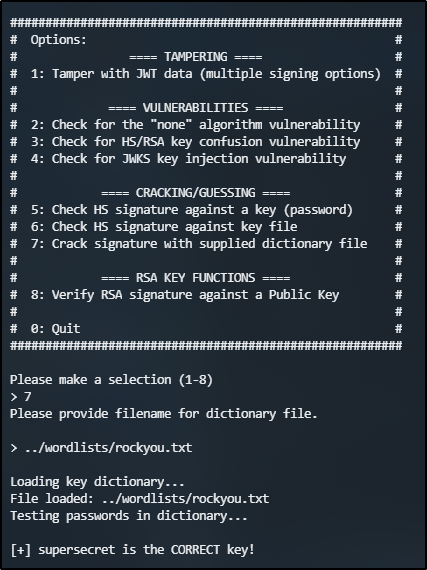 ########################################################
#  Options:                                            #
#                ==== TAMPERING ====                   #
#  1: Tamper with JWT data (multiple signing options)  #
#                                                      #
#             ==== VULNERABILITIES ====                #
#  2: Check for the "none" algorithm vulnerability     #
#  3: Check for HS/RSA key confusion vulnerability     #
#  4: Check for JWKS key injection vulnerability       #
#                                                      #
#            ==== CRACKING/GUESSING ====               #
#  5: Check HS signature against a key (password)      #
#  6: Check HS signature against key file              #
#  7: Crack signature with supplied dictionary file    #
#                                                      #
#            ==== RSA KEY FUNCTIONS ====               #
#  8: Verify RSA signature against a Public Key        #
#                                                      #
#  0: Quit                                             #
########################################################
Please make a selection (1-8)
> 7
Please provide filename for dictionary file.
> ../wordlists/rockyou.txt
Loading key dictionary...
File loaded: ../wordlists/rockyou.txt
Testing passwords in dictionary...
[+] supersecret is the CORRECT key!